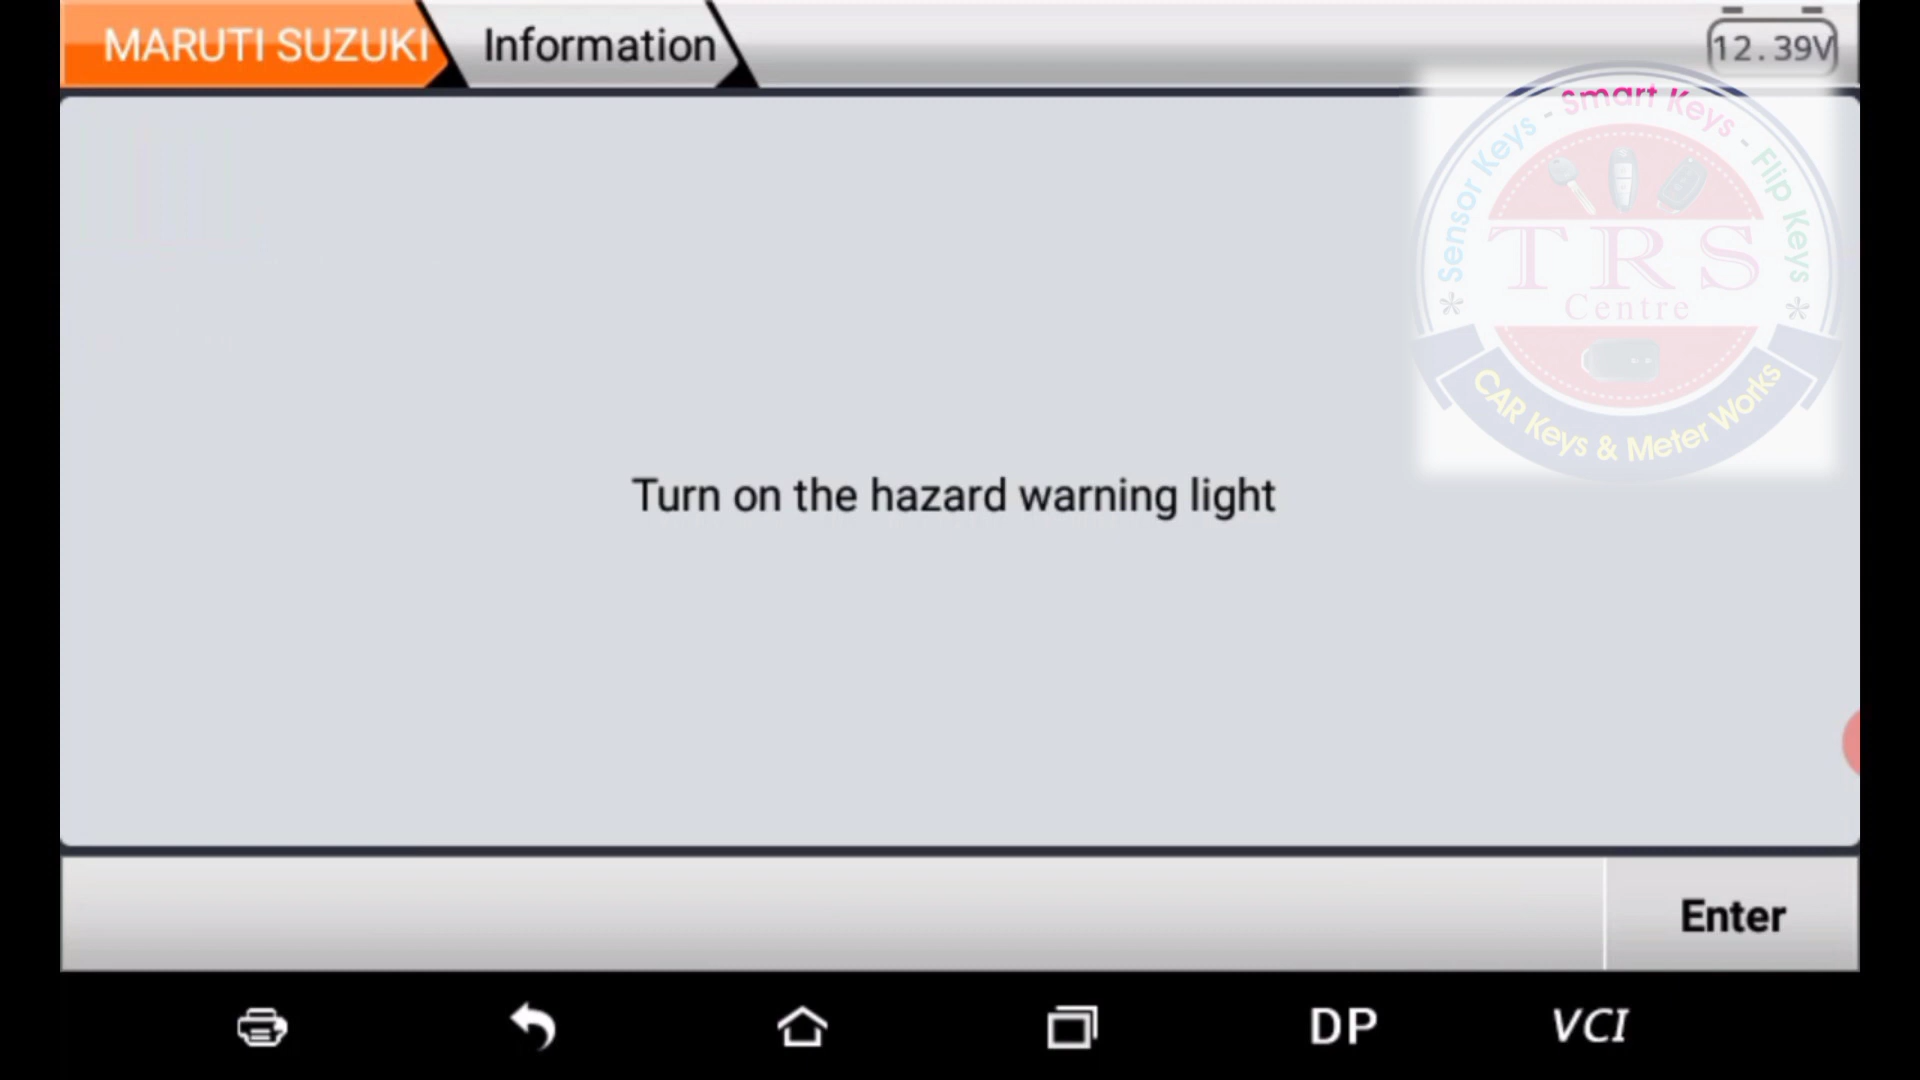 MARUTI SUZUKI
Information
12.39V
Sensor Keys - Smart Keys - Flip Keys
TRS
Centre
CAR Keys & Meter Works
Turn on the hazard warning light
Enter
DP
VCI